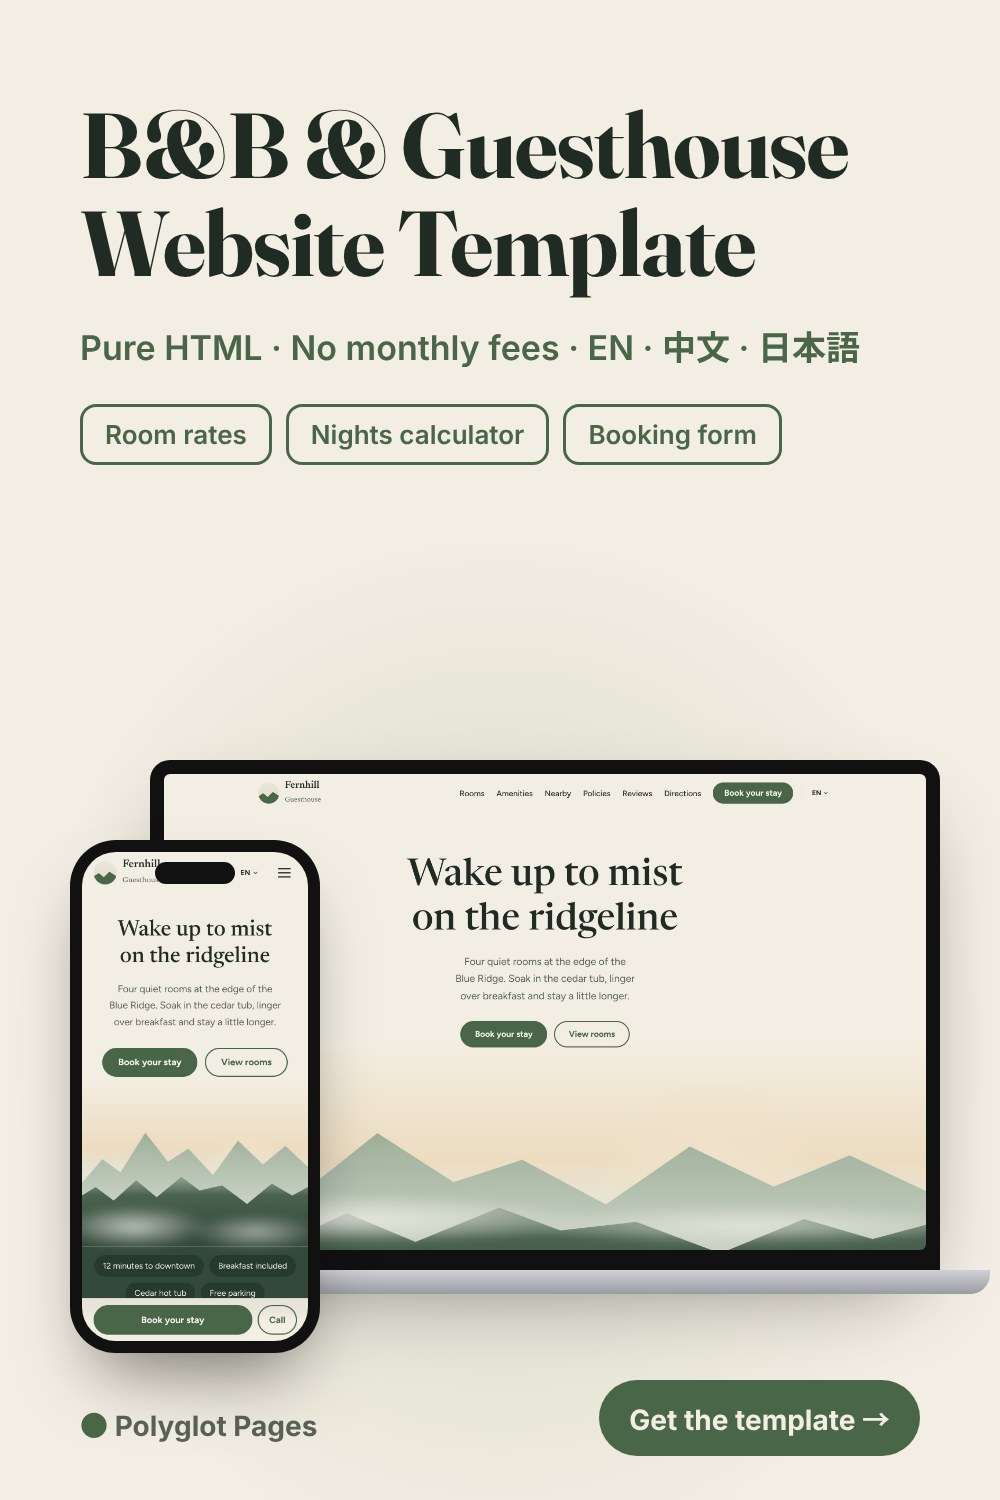 B&B & Guesthouse
Website Template
Pure HTML · No monthly fees · EN · 中文 · 日本語
Room rates
Nights calculator
Booking form
Fernhill
Guesthouse
Rooms
Amenities
Nearby
Policies
Reviews
Directions
Book your stay
EN
Wake up to mist
on the ridgeline
Four quiet rooms at the edge of the
Blue Ridge. Soak in the cedar tub, linger
over breakfast and stay a little longer.
Book your stay
View rooms
Fernhill
EN
Wake up to mist
on the ridgeline
Four quiet rooms at the edge of the
Blue Ridge. Soak in the cedar tub, linger
over breakfast and stay a little longer.
Book your stay
View rooms
12 minutes to downtown
Breakfast included
Cedar hot tub
Free parking
Book your stay
Call
Polyglot Pages
Get the template →